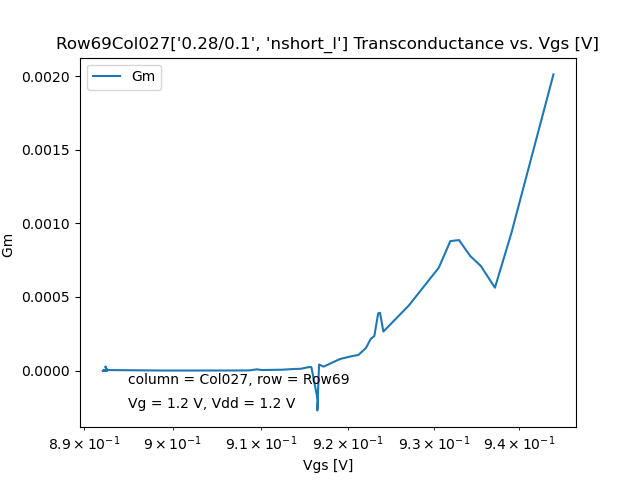 Row69Col027['0.28/0.1', 'nshort_l'] Transconductance vs. Vgs [V]
Gm
0.0020
0.0015
0.0010
0.0005
0.0000
Gm
column = Col027, row = Row69
Vg = 1.2 V, Vdd = 1.2 V
8.9 × 10⁻¹ 9 × 10⁻¹ 9.1 × 10⁻¹ 9.2 × 10⁻¹ 9.3 × 10⁻¹ 9.4 × 10⁻¹
Vgs [V]